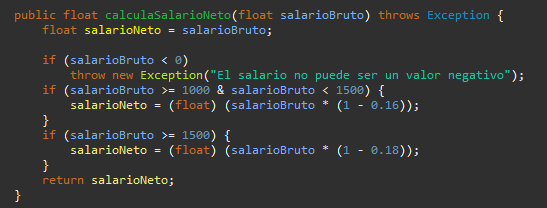 public float calculaSalarioNeto(float salarioBruto) throws Exception {
float salarioNeto = salarioBruto;
if (salarioBruto < 0)
throw new Exception("El salario no puede ser un valor negativo");
if (salarioBruto >= 1000 & salarioBruto < 1500) {
salarioNeto = (float) (salarioBruto * (1 - 0.16));
}
if (salarioBruto >= 1500) {
salarioNeto = (float) (salarioBruto * (1 - 0.18));
}
return salarioNeto;
}